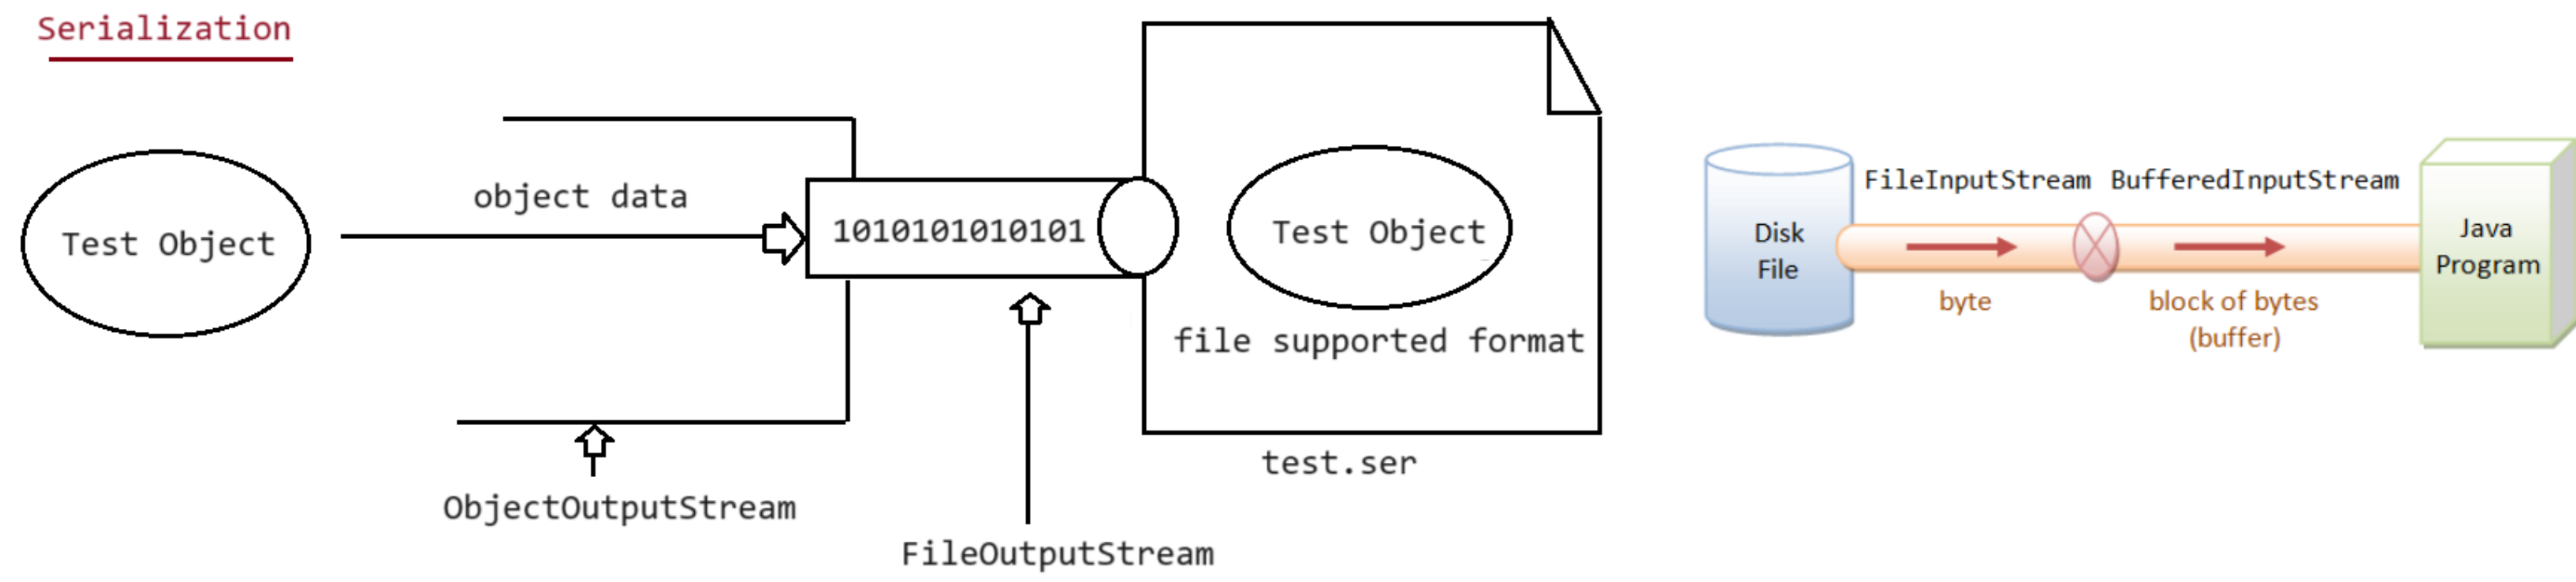 Serialization
Test Object
object data
1010101010101
Test Object
file supported format
test.ser
ObjectOutputStream
FileOutputStream
Disk
File
FileInputStream
BufferedInputStream
byte
block of bytes
(buffer)
Java
Program